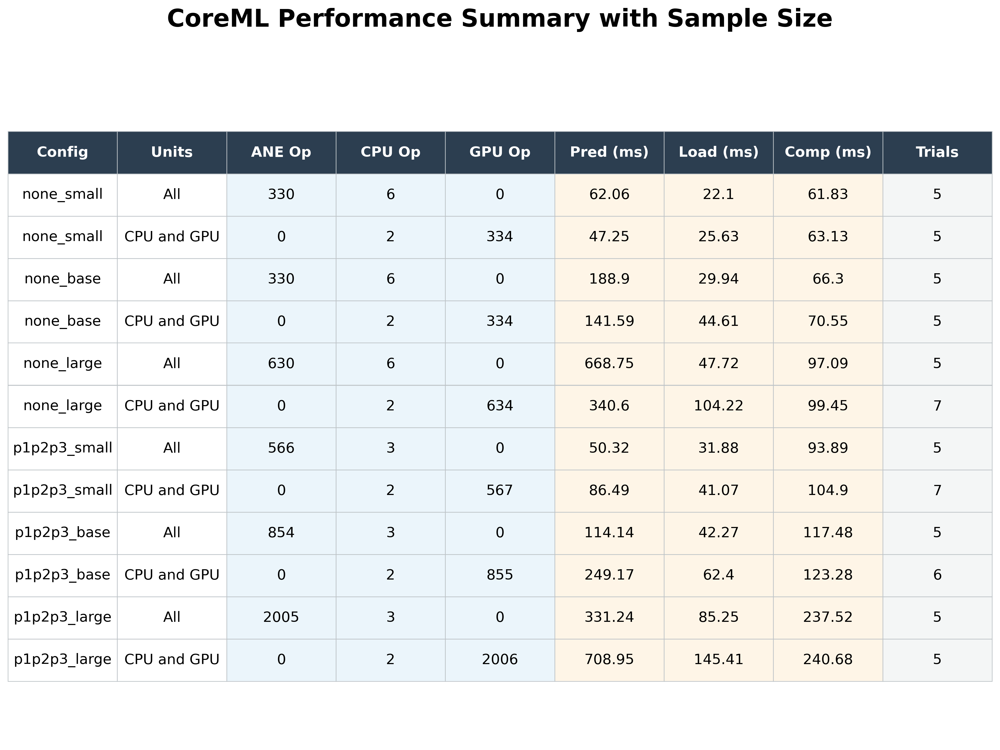 CoreML Performance Summary with Sample Size
Config Units ANE Op CPU Op GPU Op Pred (ms) Load (ms) Comp (ms) Trials
none_small All 330 6 0 62.06 22.1 61.83 5
none_small CPU and GPU 0 2 334 47.25 25.63 63.13 5
none_base All 330 6 0 188.9 29.94 66.3 5
none_base CPU and GPU 0 2 334 141.59 44.61 70.55 5
none_large All 630 6 0 668.75 47.72 97.09 5
none_large CPU and GPU 0 2 634 340.6 104.22 99.45 7
p1p2p3_small All 566 3 0 50.32 31.88 93.89 5
p1p2p3_small CPU and GPU 0 2 567 86.49 41.07 104.9 7
p1p2p3_base All 854 3 0 114.14 42.27 117.48 5
p1p2p3_base CPU and GPU 0 2 855 249.17 62.4 123.28 6
p1p2p3_large All 2005 3 0 331.24 85.25 237.52 5
p1p2p3_large CPU and GPU 0 2 2006 708.95 145.41 240.68 5